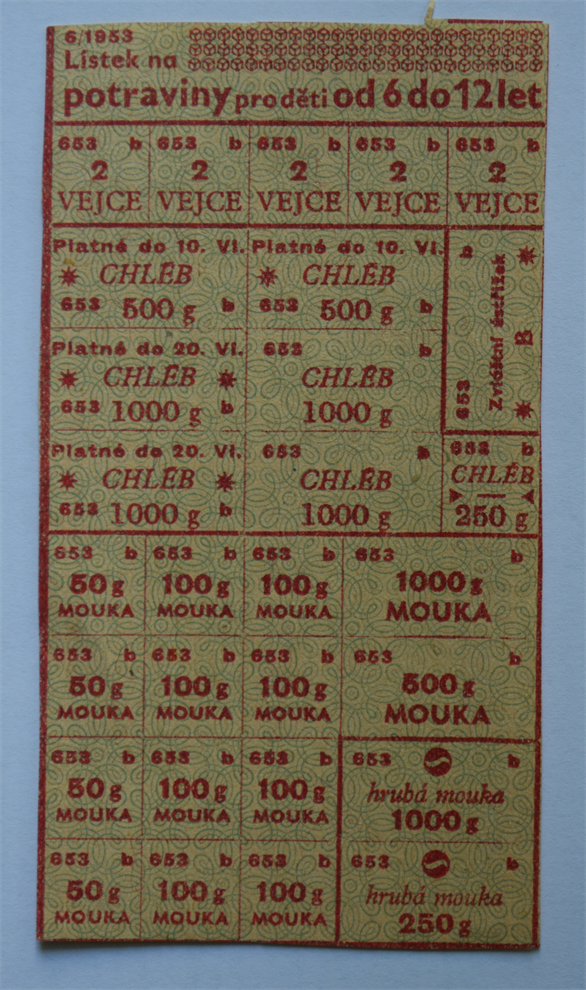 6/1953
Lístek na
potraviny pro děti od 6 do 12 let
653 b 653 b 653 b 653 b 653 b
2 2 2 2 2
VEJCE VEJCE VEJCE VEJCE VEJCE
Platné do 10. VI. Platné do 10. VI.
CHLÉB CHLÉB
653 500 g b 653 500 g b
2
Zvláštní ústřižek B
653
Platné do 20. VI. 653 b
CHLÉB CHLÉB
653 1000 g b 1000 g
Platné do 20. VI. 653 a
CHLÉB CHLÉB
653 1000 g b 1000 g
653 b
CHLÉB
250 g
653 b 653 b 653 b 653 b
50 g 100 g 100 g 1000 g
MOUKA MOUKA MOUKA MOUKA
653 b 653 b 653 b 653 b
50 g 100 g 100 g 500 g
MOUKA MOUKA MOUKA MOUKA
653 b 653 b 653 b 653 b
50 g 100 g 100 g hrubá mouka
MOUKA MOUKA MOUKA 1000 g
653 b 653 b 653 b 653 b
50 g 100 g 100 g hrubá mouka
MOUKA MOUKA MOUKA 250 g